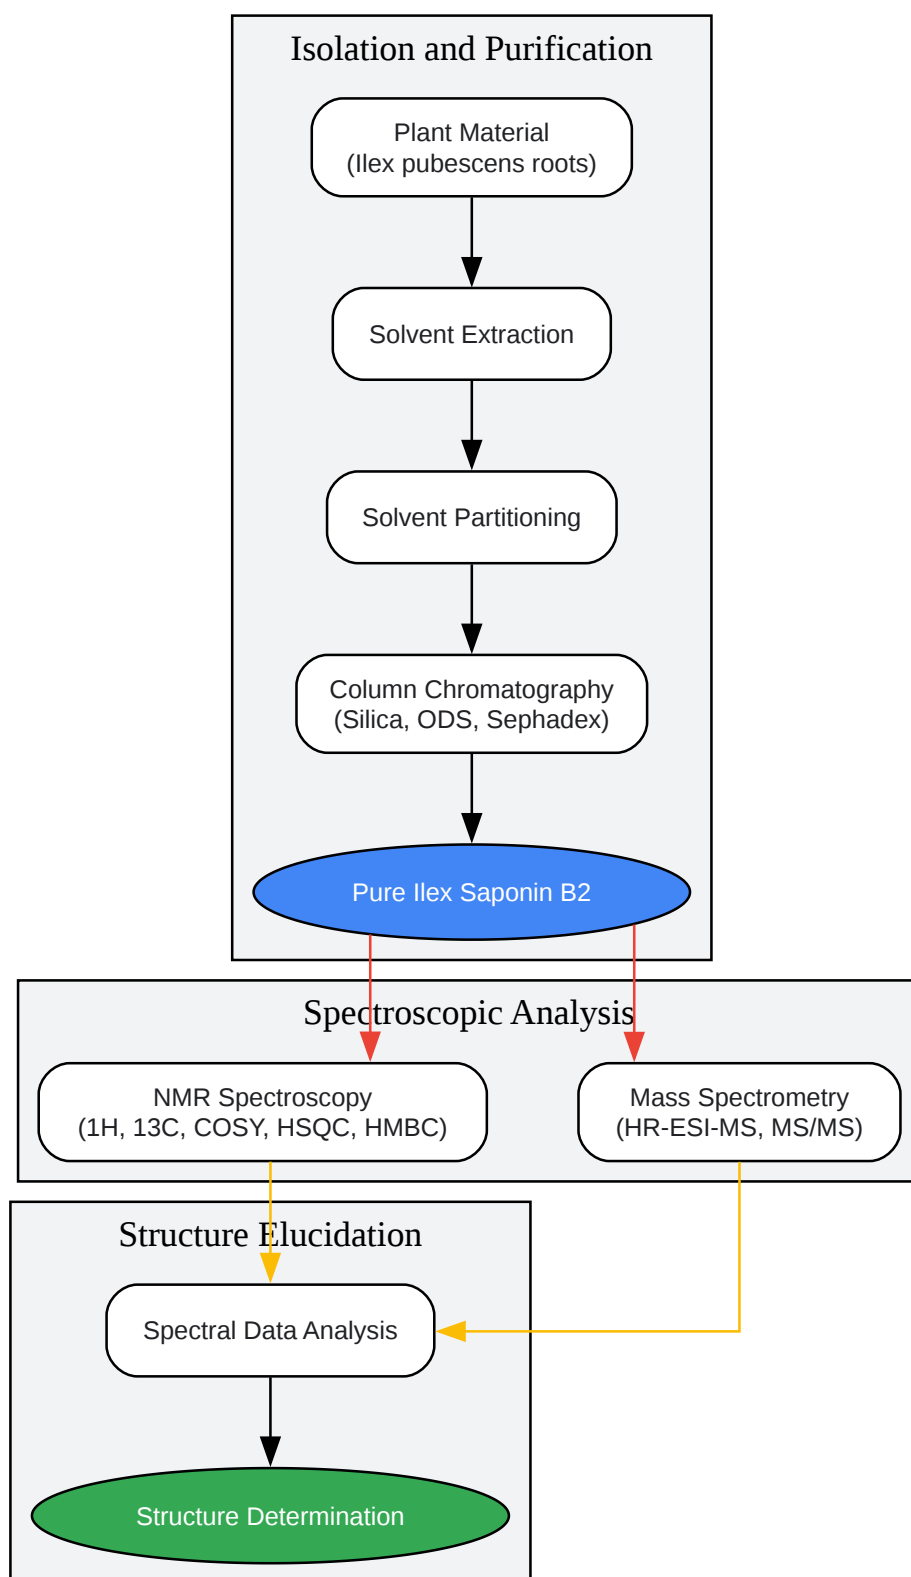 Isolation and Purification
Plant Material
(Ilex pubescens roots)
Solvent Extraction
Solvent Partitioning
Column Chromatography
(Silica, ODS, Sephadex)
Pure Ilex Saponin B2
Spectroscopic Analysis
NMR Spectroscopy
(1H, 13C, COSY, HSQC, HMBC)
Mass Spectrometry
(HR-ESI-MS, MS/MS)
Structure Elucidation
Spectral Data Analysis
Structure Determination